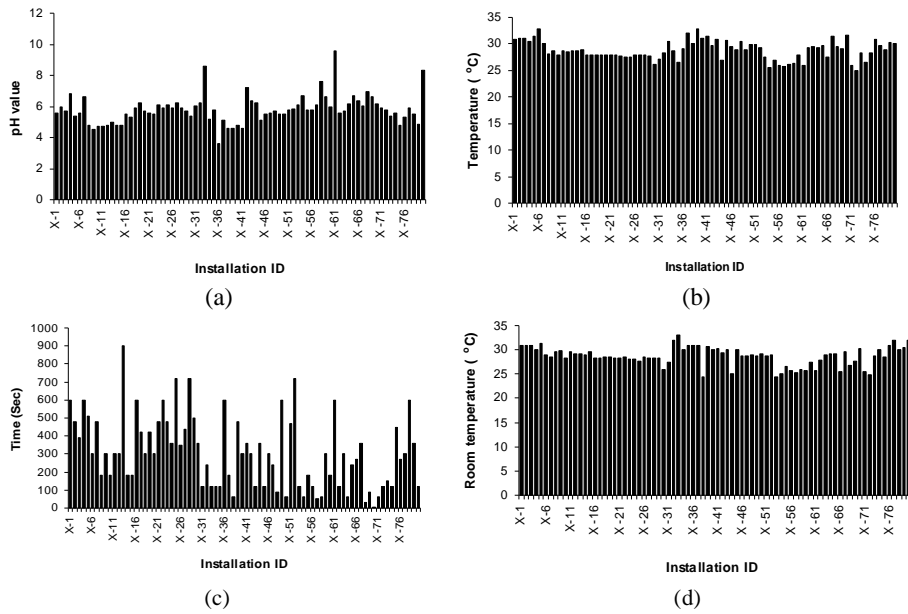 12
10
8
6
4
2
0
pH value
X-1
X-6
X-11
X -16
X -21
X -26
X -31
X -36
X -41
X -46
X -51
X -56
X -61
X -66
X -71
X -76
Installation ID
(a)
35
30
25
20
15
10
5
0
Temperature ( °C)
X-1
X-6
X-11
X -16
X -21
X -26
X -31
X -36
X -41
X -46
X -51
X -56
X -61
X -66
X -71
X -76
Installation ID
(b)
1000
900
800
700
600
500
400
300
200
100
0
Time (Sec)
X-1
X-6
X-11
X -16
X -21
X -26
X -31
X -36
X -41
X -46
X -51
X -56
X -61
X -66
X -71
X -76
Installation ID
(c)
35
30
25
20
15
10
5
0
Room temperature ( °C)
X -1
X -6
X -11
X -16
X -21
X -26
X -31
X -36
X -41
X -46
X -51
X -56
X -61
X -66
X -71
X -76
Installation ID
(d)